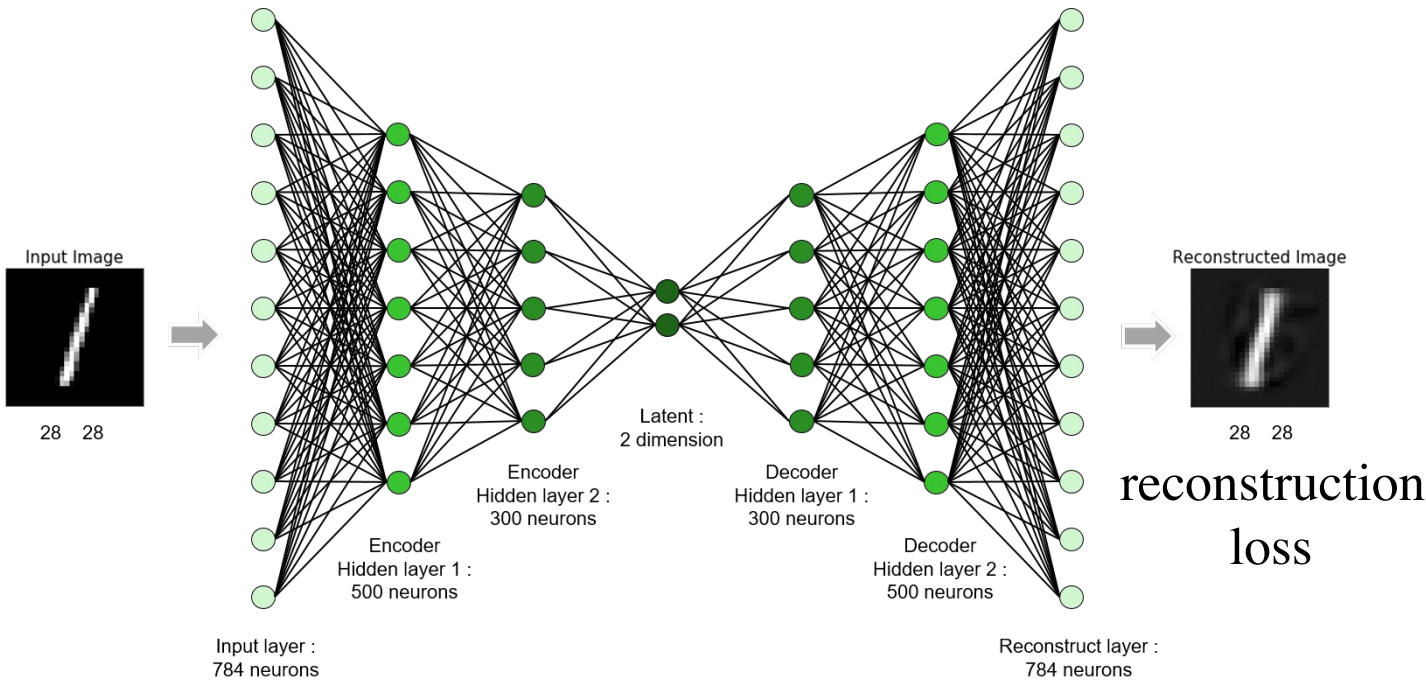 Input Image
28 28
Input layer :
784 neurons
Encoder
Hidden layer 1 :
500 neurons
Encoder
Hidden layer 2 :
300 neurons
Latent :
2 dimension
Decoder
Hidden layer 1 :
300 neurons
Decoder
Hidden layer 2 :
500 neurons
Reconstruct layer :
784 neurons
Reconstructed Image
28 28
reconstruction
loss